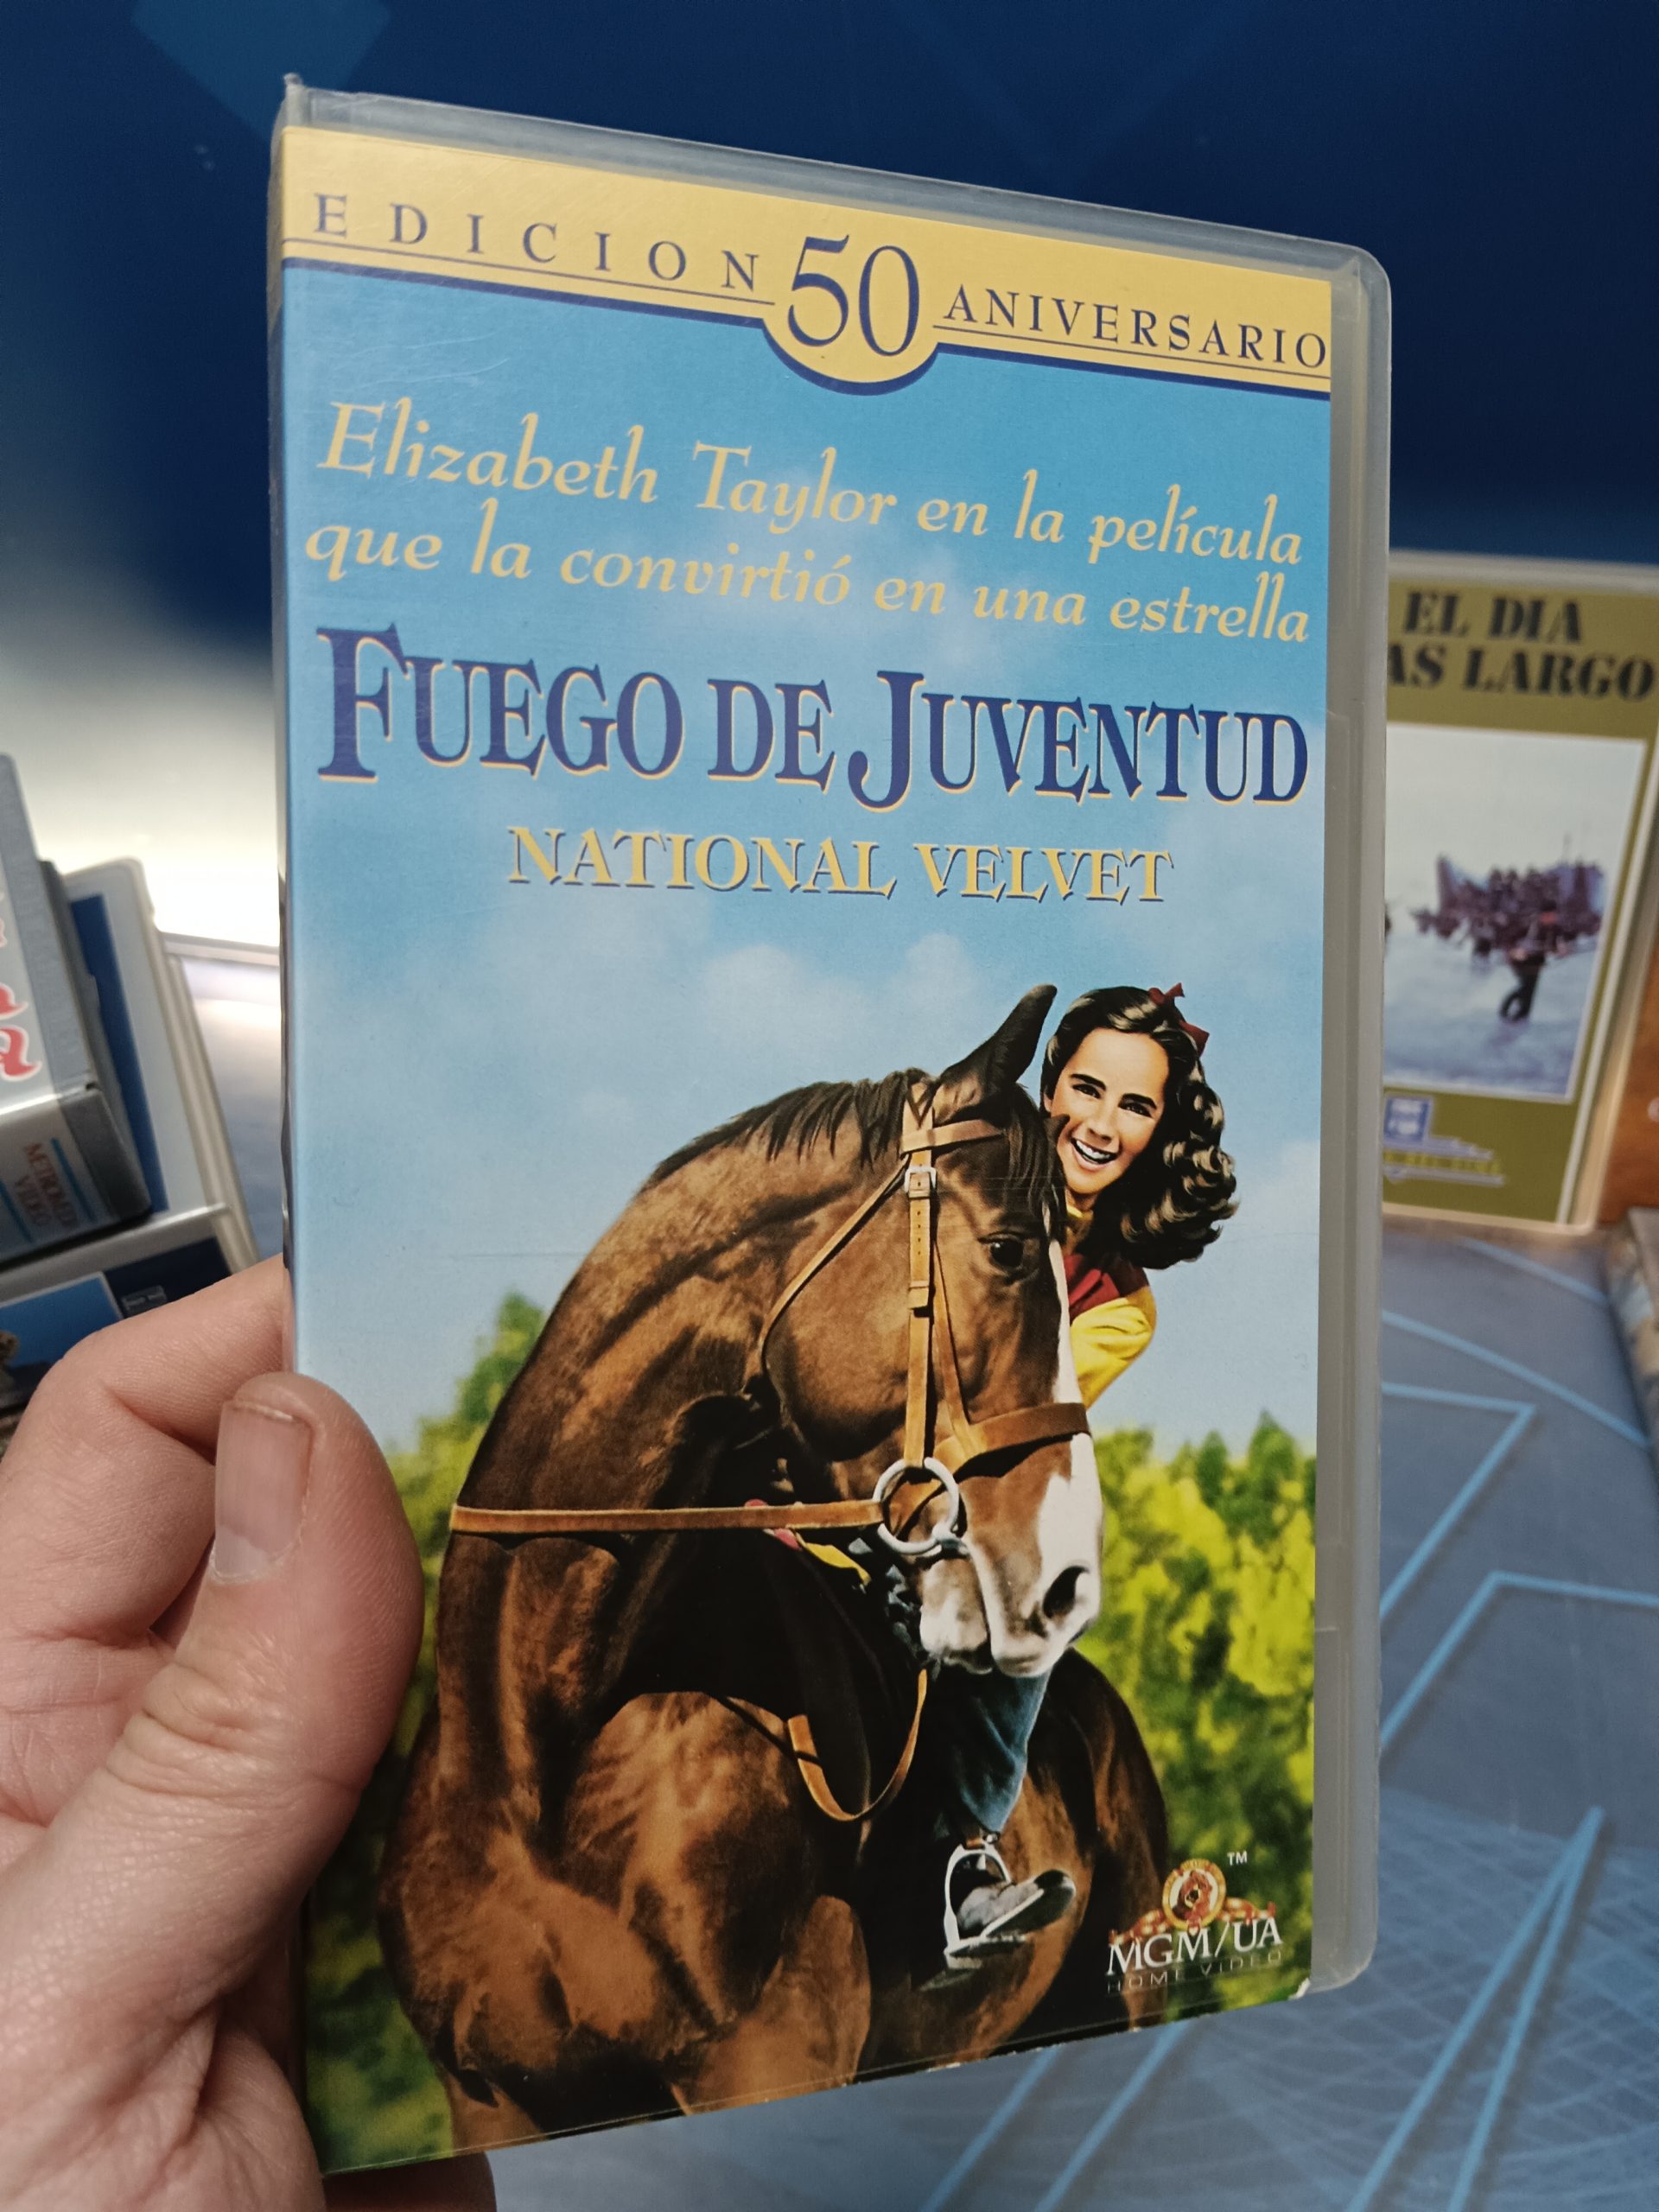 EDICION 50 ANIVERSARIO
Elizabeth Taylor en la película
que la convirtió en una estrella
FUEGO DE JUVENTUD
NATIONAL VELVET
TM
MGM/UA
HOME VIDEO
EL DIA
LARGO
VIDEO